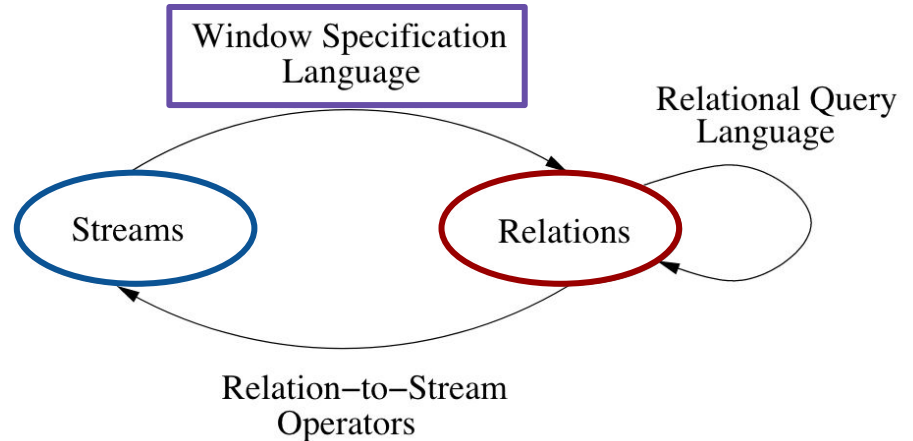 Window Specification
Language
Relational Query
Language
Streams
Relations
Relation−to−Stream
Operators